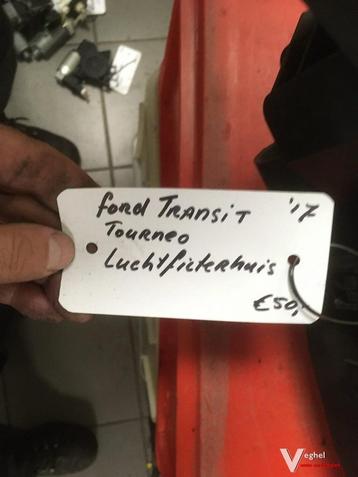 Ford Transit '17
Tourneo
Luchtfilterhuis
€50,-
Veghel